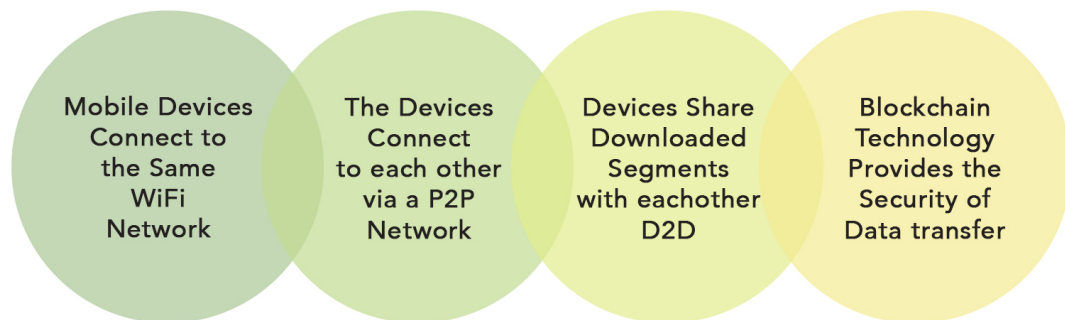 Mobile Devices
Connect to
the Same
WiFi
Network
The Devices
Connect
to each other
via a P2P
Network
Devices Share
Downloaded
Segments
with eachother
D2D
Blockchain
Technology
Provides the
Security of
Data transfer